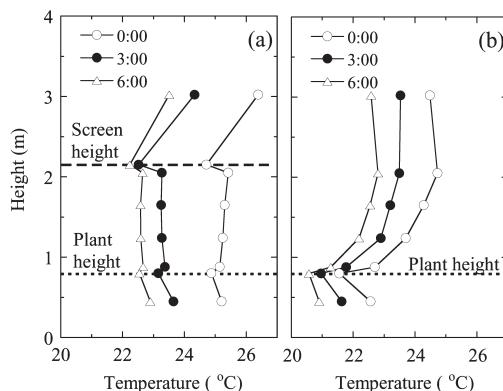 0:00
3:00
6:00
(a)
0:00
3:00
6:00
(b)
4
3
2
1
0
Height (m)
Screen
height
Plant
height
Plant height
20 22 24 26
20 22 24 26
Temperature ( °C)
Temperature ( °C)